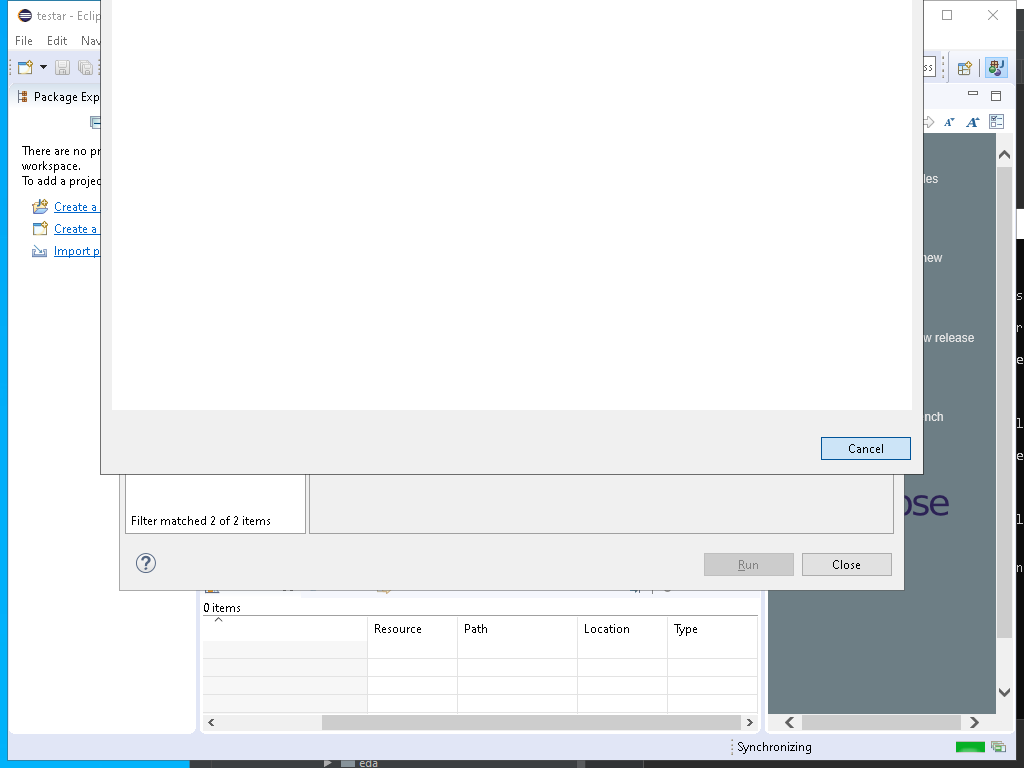 testar - Eclip
File Edit Nav
ss
Package Exp
There are no pr
workspace.
To add a projec
Create a
Create a
Import p
les
new
w release
nch
ose
Cancel
Filter matched 2 of 2 items
?
Run
Close
0 items
Resource
Path
Location
Type
Synchronizing
eda